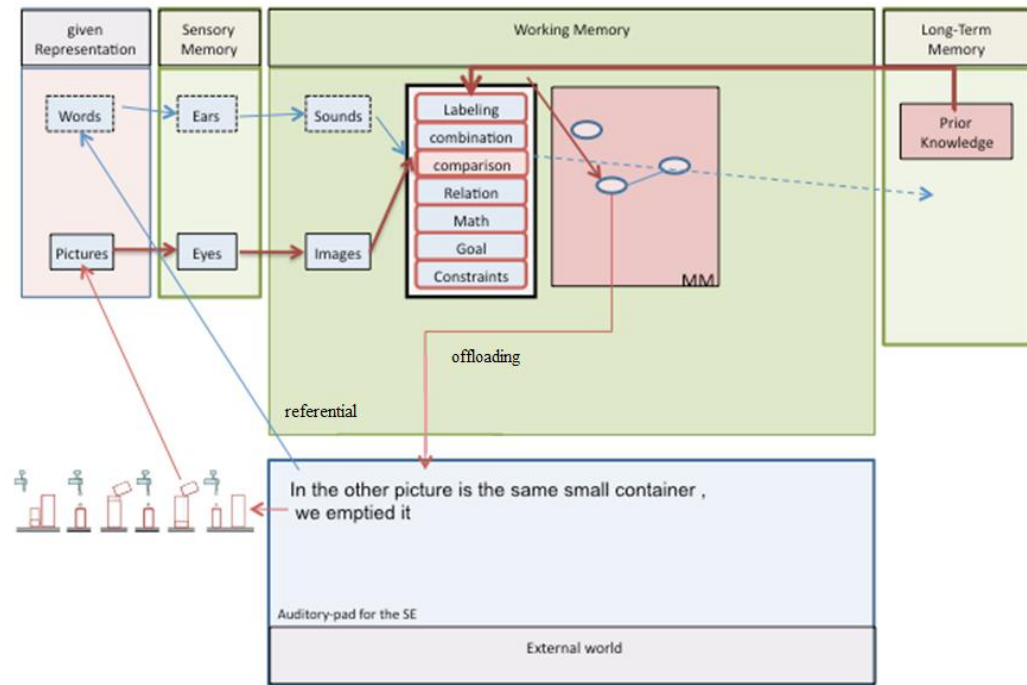 given
Representation
Sensory
Memory
Working Memory
Long-Term
Memory
Words
Ears
Sounds
Labeling
combination
comparison
Relation
Math
Goal
Constraints
Prior
Knowledge
Pictures
Eyes
Images
MM
offloading
referential
In the other picture is the same small container ,
we emptied it
Auditory-pad for the SE
External world